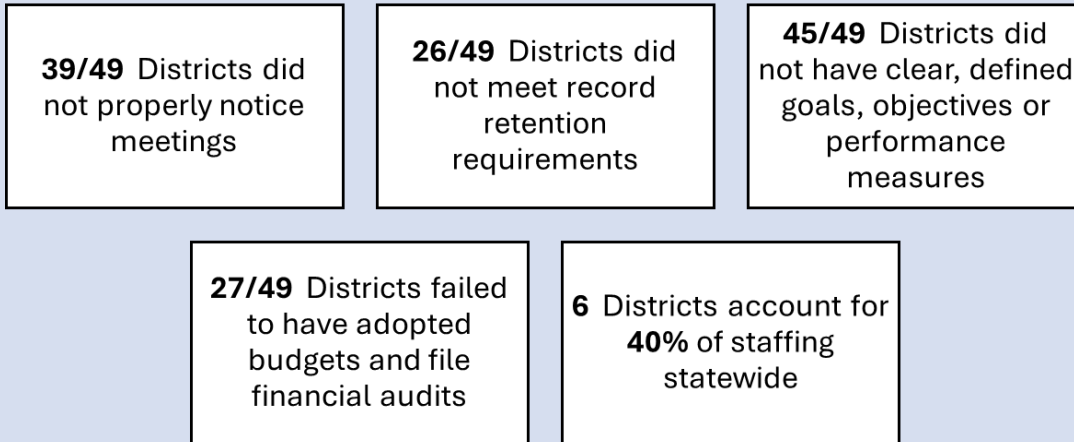 39/49 Districts did
not properly notice
meetings
26/49 Districts did
not meet record
retention
requirements
45/49 Districts did
not have clear, defined
goals, objectives or
performance
measures
27/49 Districts failed
to have adopted
budgets and file
financial audits
6 Districts account for
40% of staffing
statewide